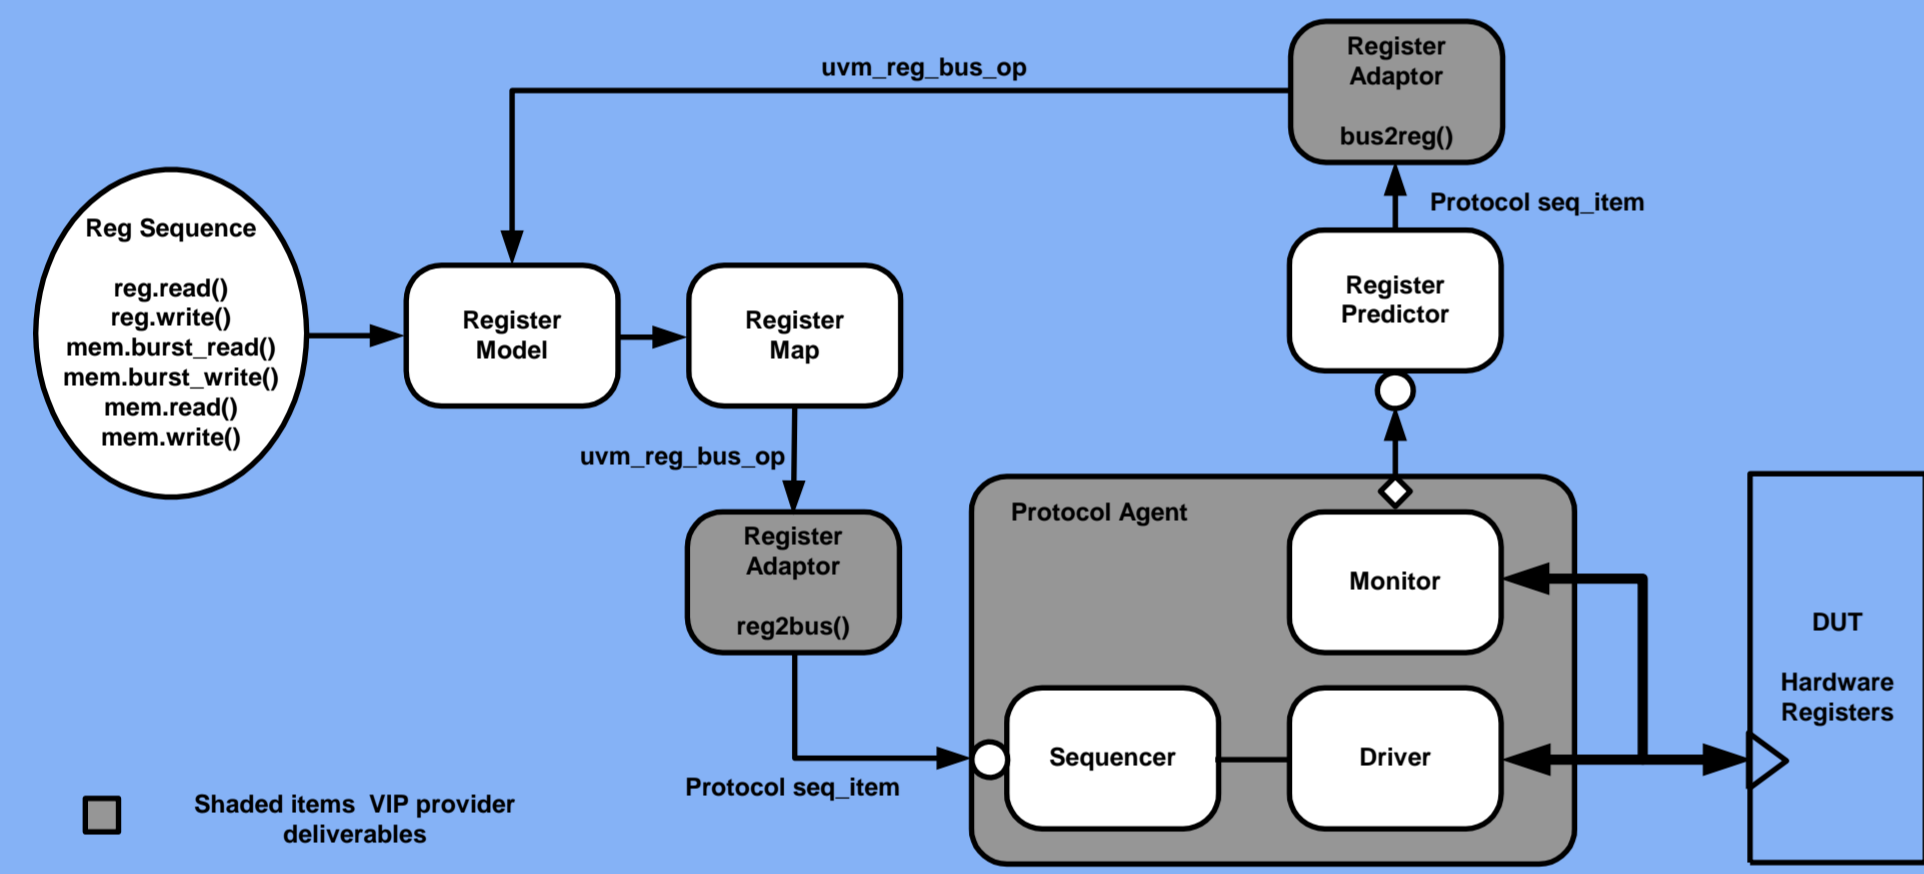 Register
Adaptor
bus2reg()
uvm_reg_bus_op
Protocol seq_item
Reg Sequence
reg.read()
reg.write()
mem.burst_read()
mem.burst_write()
mem.read()
mem.write()
Register
Model
Register
Map
Register
Predictor
uvm_reg_bus_op
Register
Adaptor
reg2bus()
Protocol Agent
Monitor
Sequencer
Driver
DUT
Hardware
Registers
Protocol seq_item
Shaded items  VIP provider
deliverables